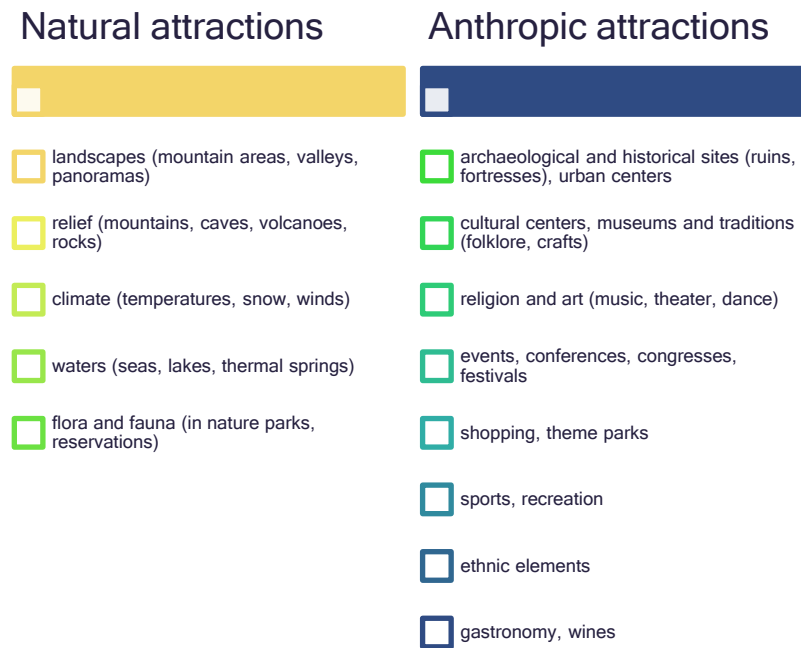 Natural attractions
landscapes (mountain areas, valleys,
panoramas)
relief (mountains, caves, volcanoes,
rocks)
climate (temperatures, snow, winds)
waters (seas, lakes, thermal springs)
flora and fauna (in nature parks,
reservations)
Anthropic attractions
archaeological and historical sites (ruins,
fortresses), urban centers
cultural centers, museums and traditions
(folklore, crafts)
religion and art (music, theater, dance)
events, conferences, congresses,
festivals
shopping, theme parks
sports, recreation
ethnic elements
gastronomy, wines